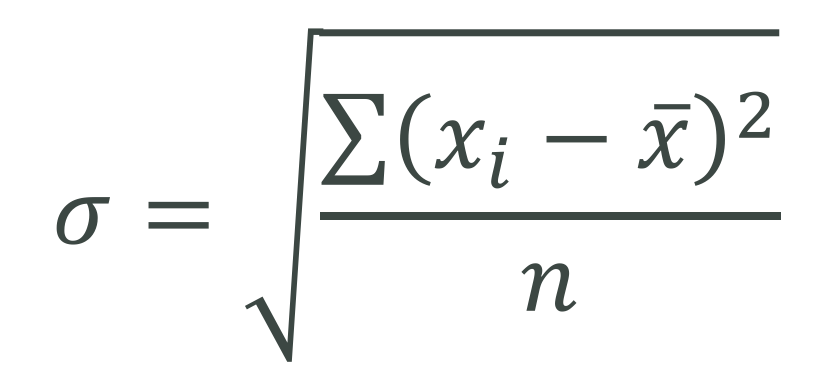 σ = √(∑(xᵢ − x̄)² / n)